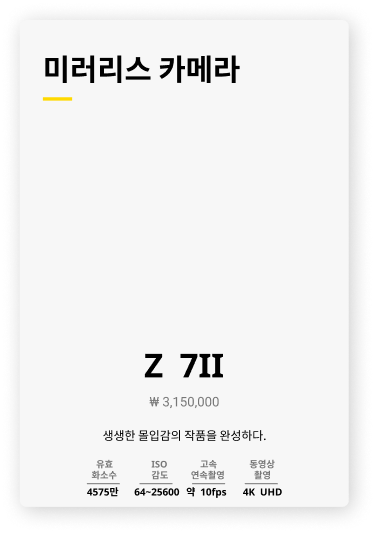 미러리스 카메라
Z 7II
₩ 3,150,000
생생한 몰입감의 작품을 완성하다.
유효 ISO 고속 동영상
화소수 감도 연속촬영 촬영
4575만 64~25600 약 10fps 4K UHD